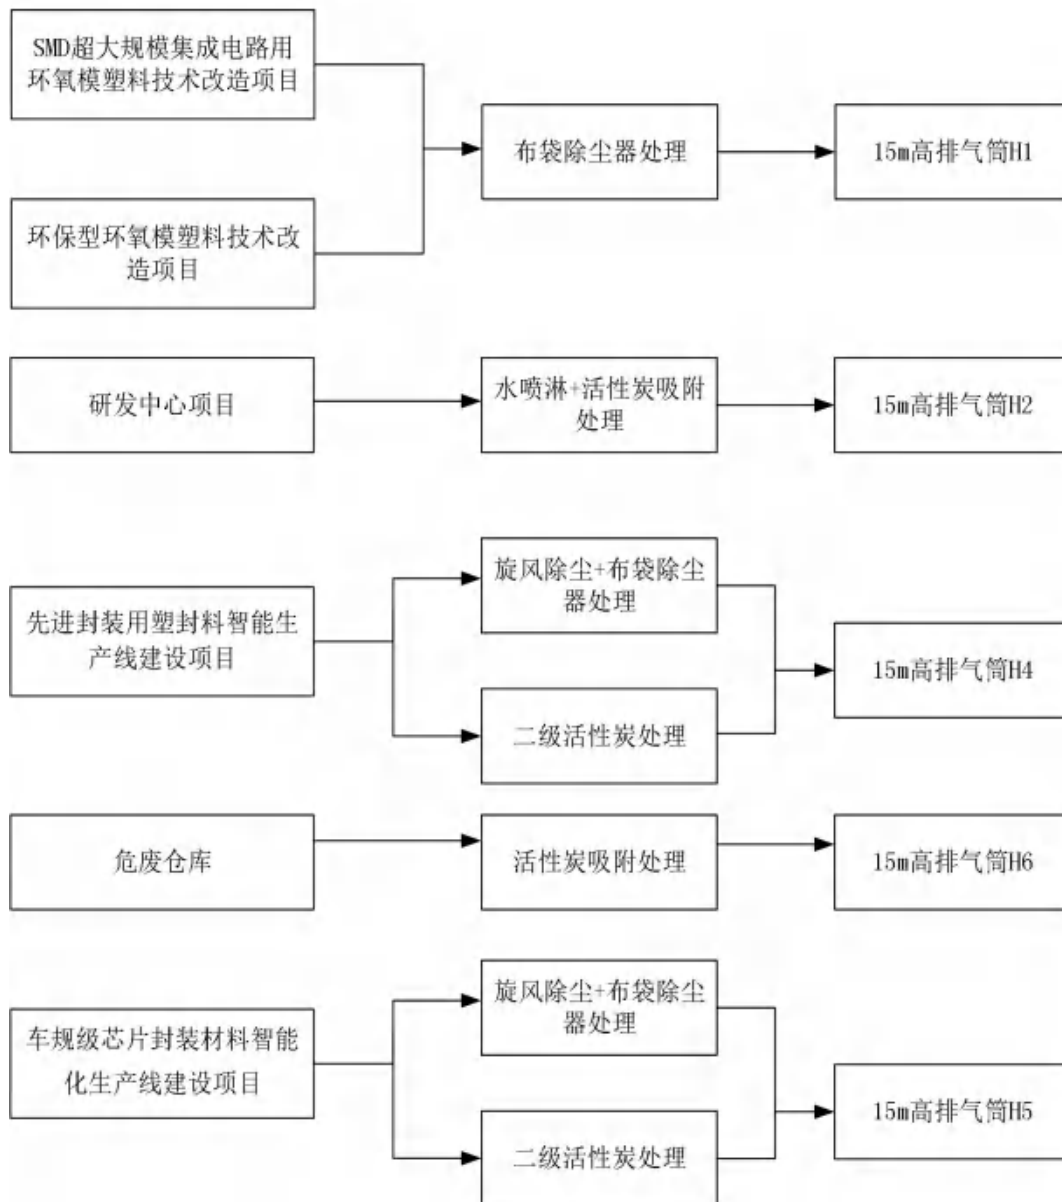 SMD超大规模集成电路用
环氧模塑料技术改造项目
布袋除尘器处理
15m高排气筒H1
环保型环氧模塑料技术改
造项目
研发中心项目
水喷淋+活性炭吸附
处理
15m高排气筒H2
先进封装用塑封料智能生
产线建设项目
旋风除尘+布袋除尘
器处理
二级活性炭处理
15m高排气筒H4
危废仓库
活性炭吸附处理
15m高排气筒H6
车规级芯片封装材料智能
化生产线建设项目
旋风除尘+布袋除尘
器处理
二级活性炭处理
15m高排气筒H5